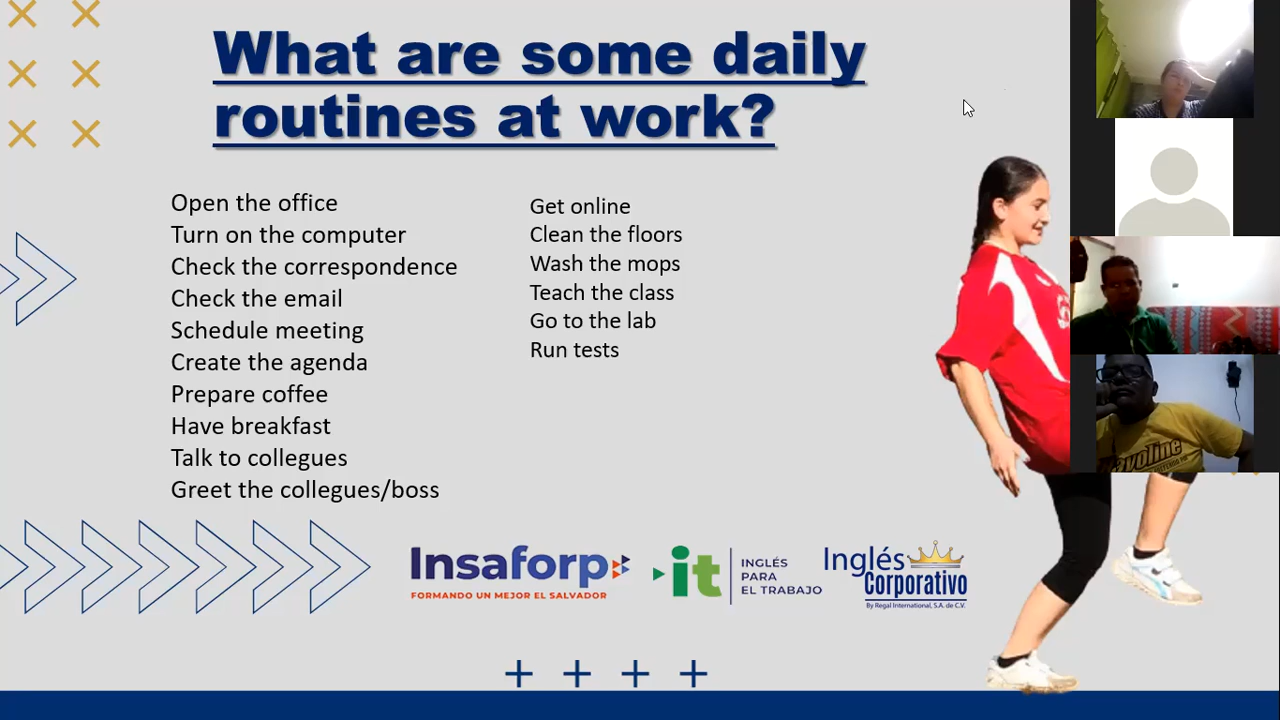 What are some daily
routines at work?
Open the office
Turn on the computer
Check the correspondence
Check the email
Schedule meeting
Create the agenda
Prepare coffee
Have breakfast
Talk to collegues
Greet the collegues/boss
Get online
Clean the floors
Wash the mops
Teach the class
Go to the lab
Run tests
Insaforp
FORMANDO UN MEJOR EL SALVADOR
it
INGLÉS
PARA
EL TRABAJO
Inglés
Corporativo
By Regal International, S.A. de C.V.